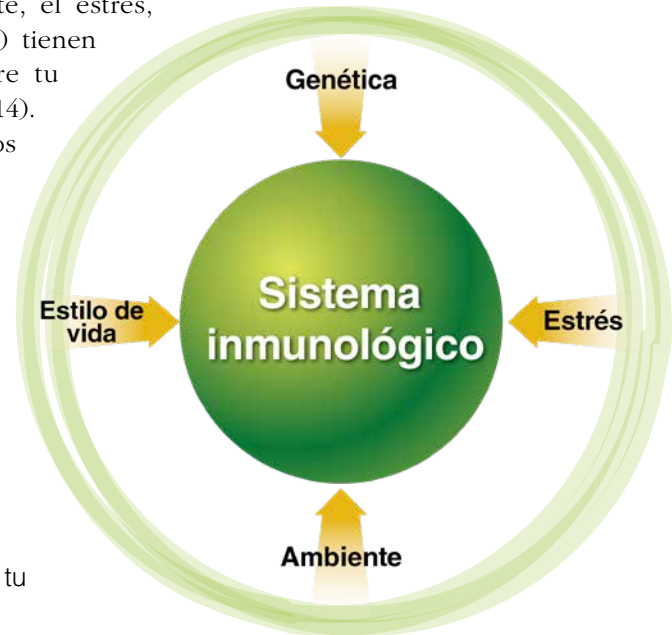 te, el estrés,
) tienen
re tu
14).
os
Genética
Sistema
inmunológico
Estilo de
vida
Estrés
Ambiente
tu